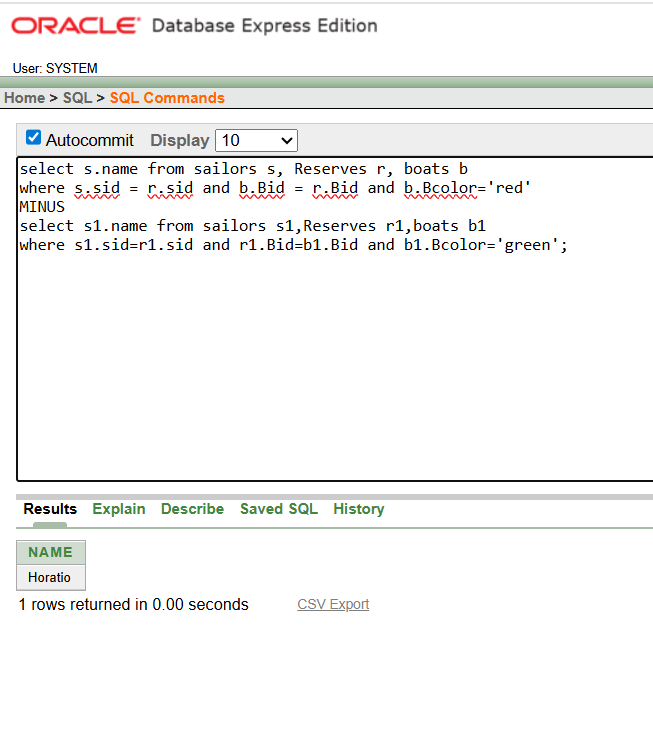 ORACLE® Database Express Edition
User: SYSTEM
Home > SQL > SQL Commands
Autocommit Display 10
select s.name from sailors s, Reserves r, boats b
where s.sid = r.sid and b.Bid = r.Bid and b.Bcolor='red'
MINUS
select s1.name from sailors s1,Reserves r1,boats b1
where s1.sid=r1.sid and r1.Bid=b1.Bid and b1.Bcolor='green';
Results Explain Describe Saved SQL History
NAME
Horatio
1 rows returned in 0.00 seconds CSV Export